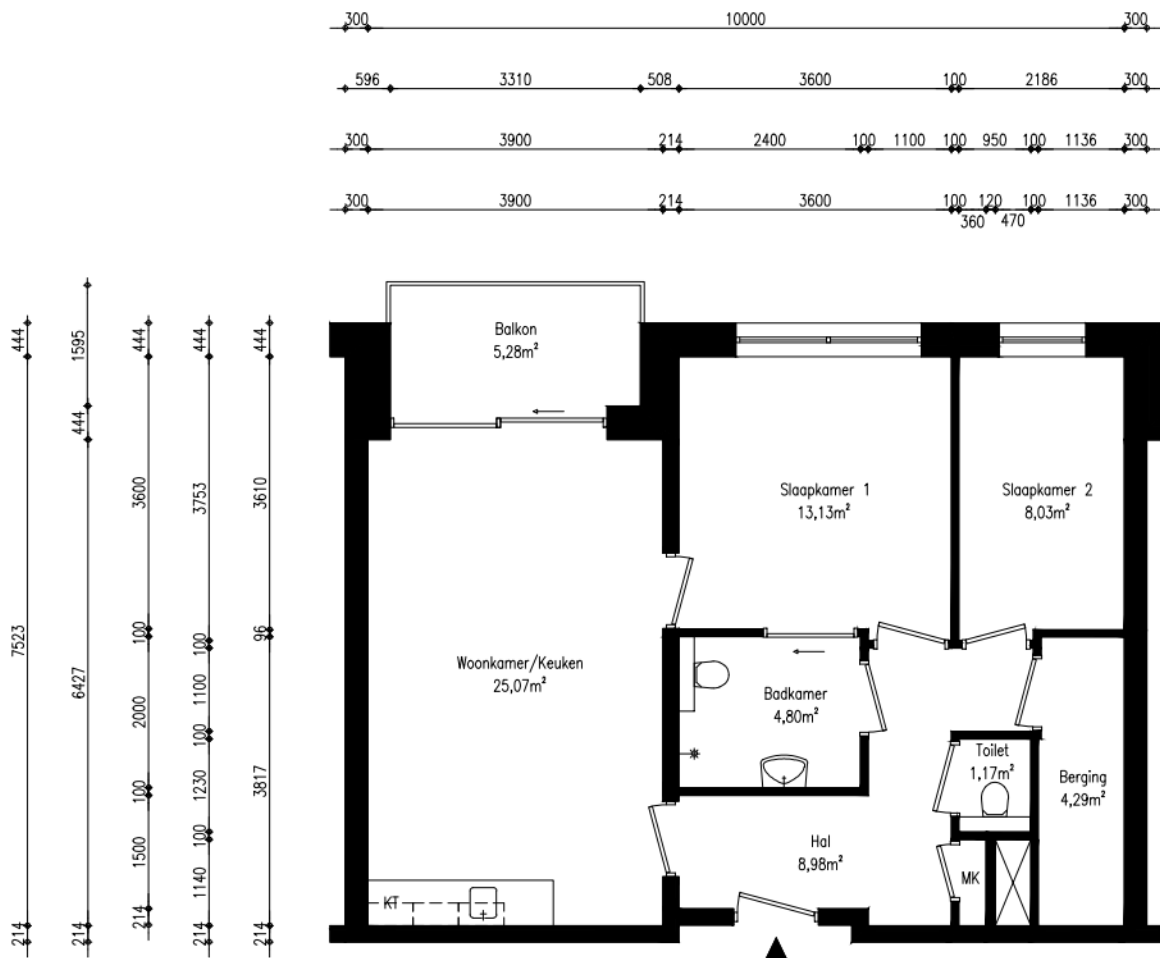 300 10000 300
596 3310 508 3600 100 2186 300
300 3900 214 2400 100 1100 100 950 100 1136 300
300 3900 214 3600 100 120 100 1136 300
360 470
444 7523 214
1595 444 6427 214
444 3600 100 2000 100 1500 214
444 3753 100 1100 100 1230 100 1140 214
444 3610 96 3817 214
Balkon
5,28m²
Slaapkamer 1
13,13m²
Slaapkamer 2
8,03m²
Woonkamer/Keuken
25,07m²
Badkamer
4,80m²
Toilet
1,17m²
Berging
4,29m²
Hal
8,98m²
MK
KT